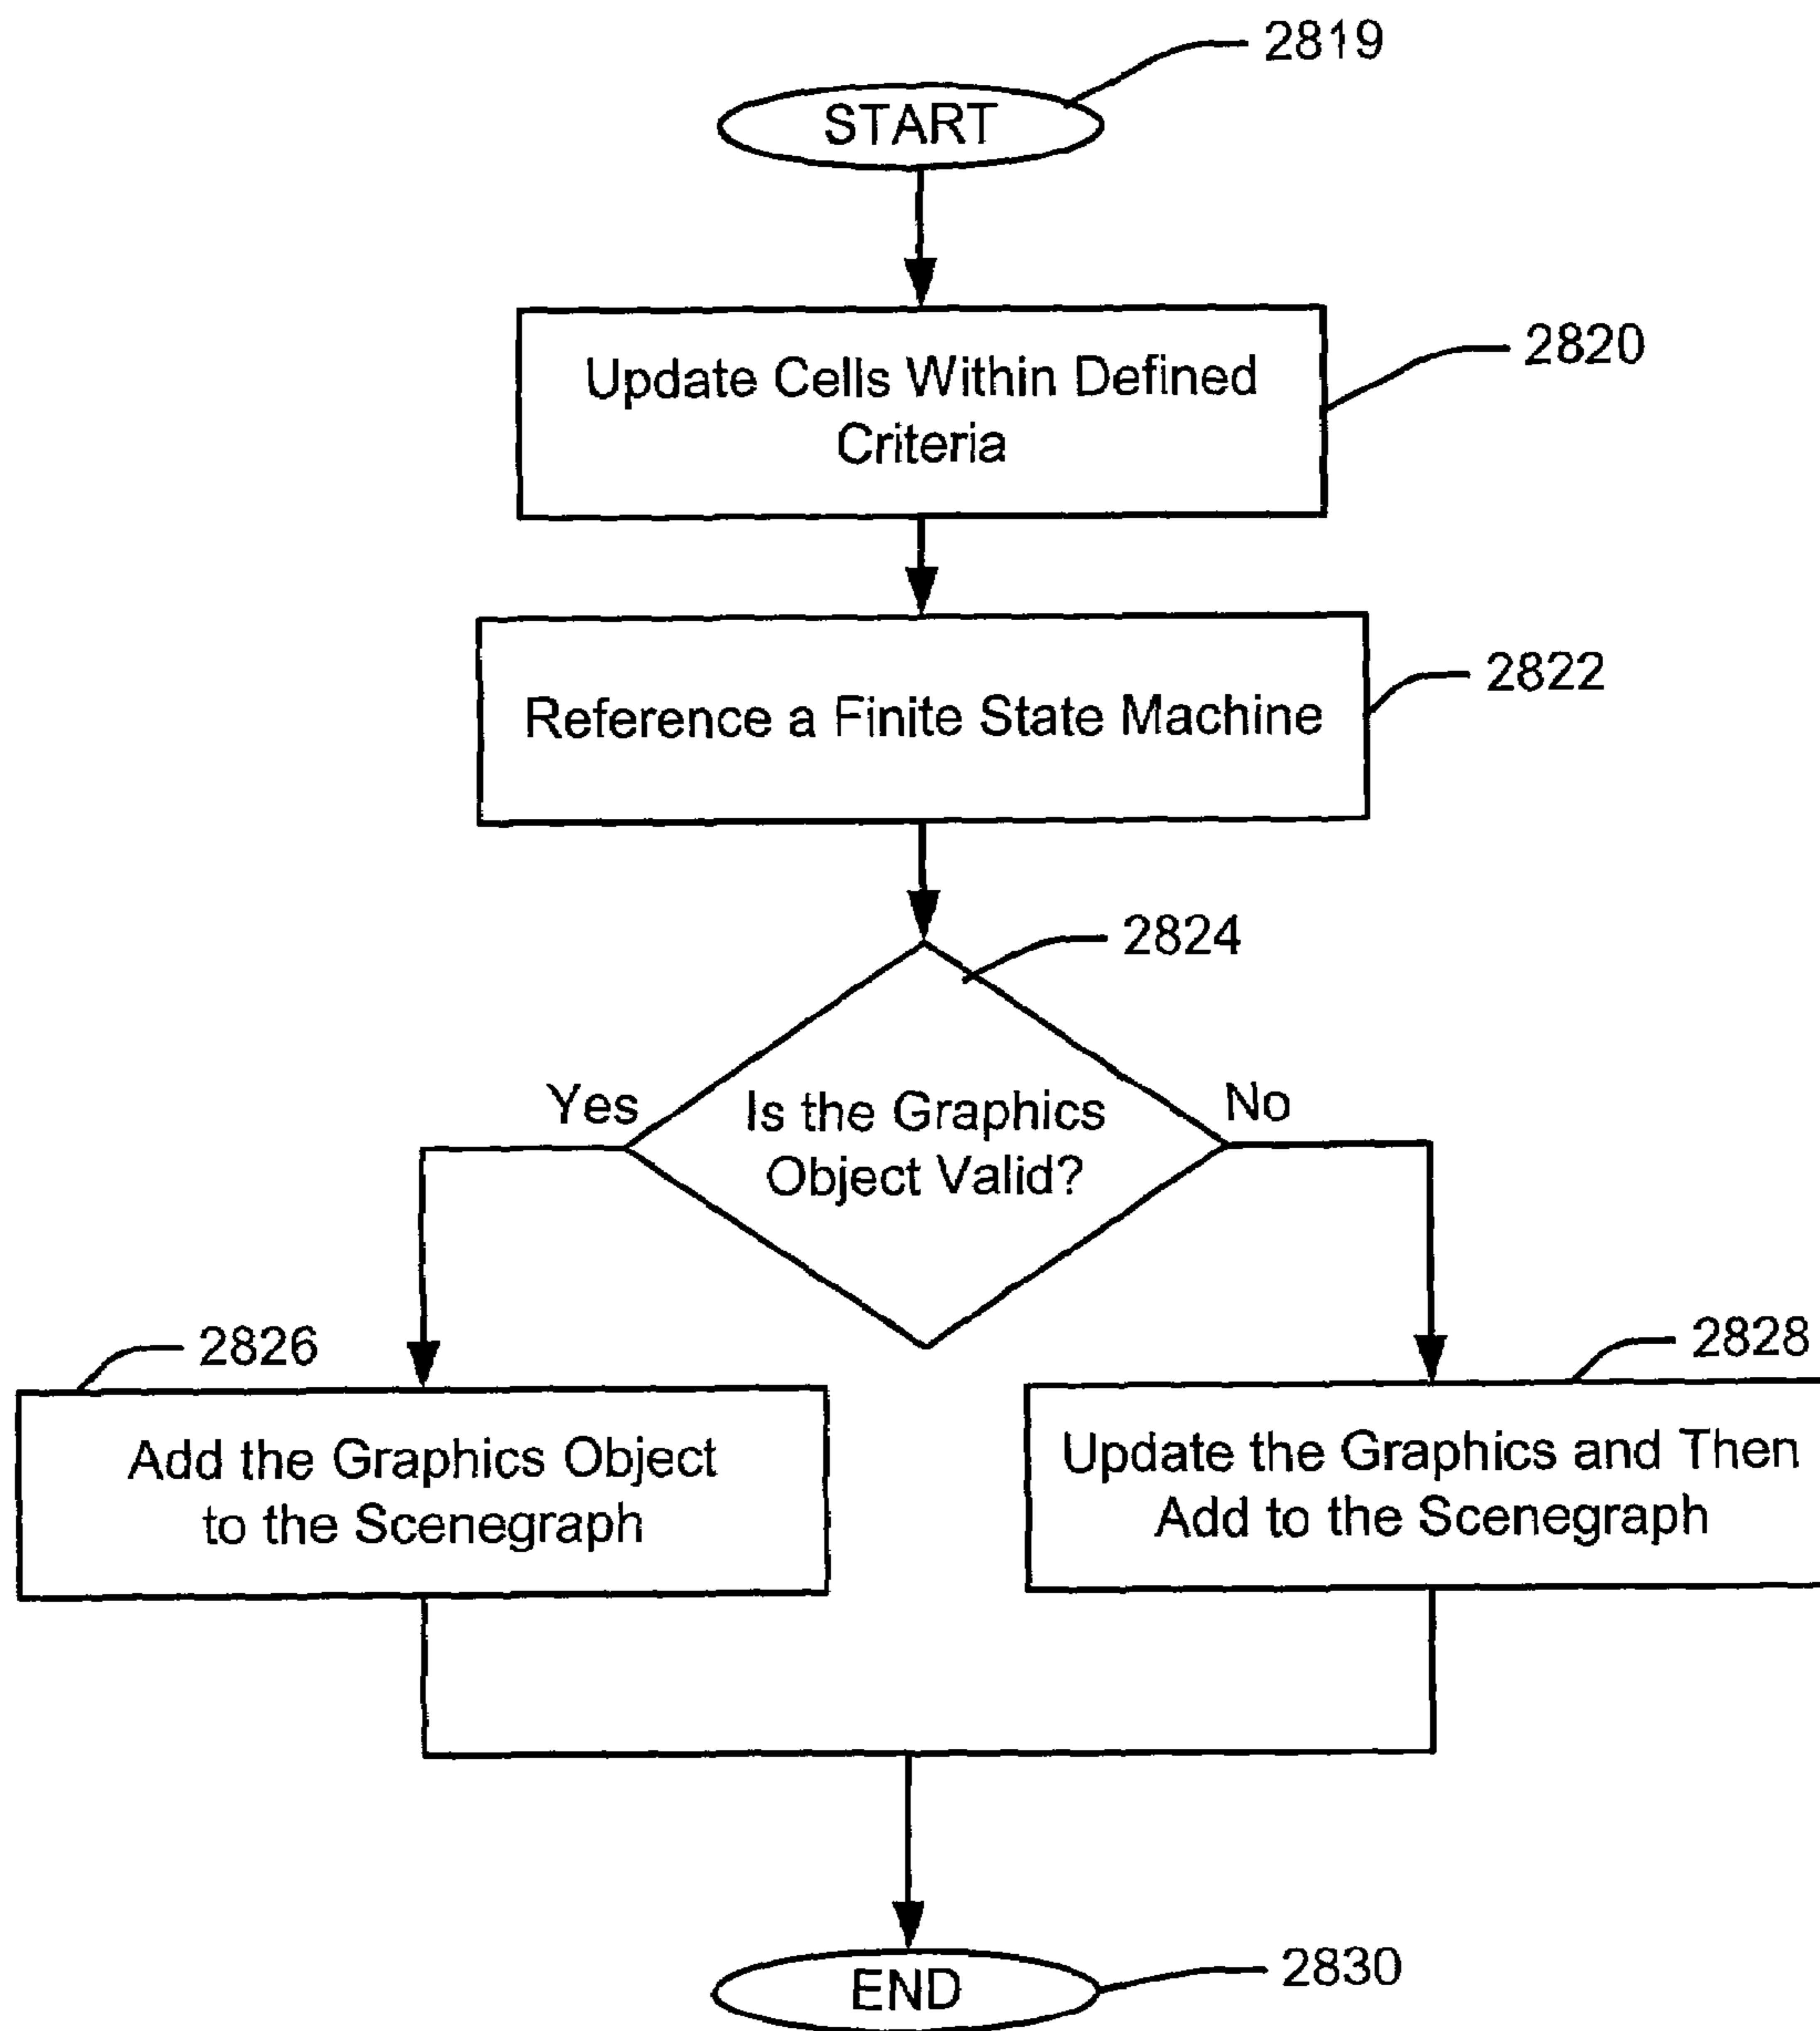 2819
START
2820
Update Cells Within Defined
Criteria
2822
Reference a Finite State Machine
2824
Yes
Is the Graphics
Object Valid?
No
2826
Add the Graphics Object
to the Scenegraph
2828
Update the Graphics and Then
Add to the Scenegraph
END
2830